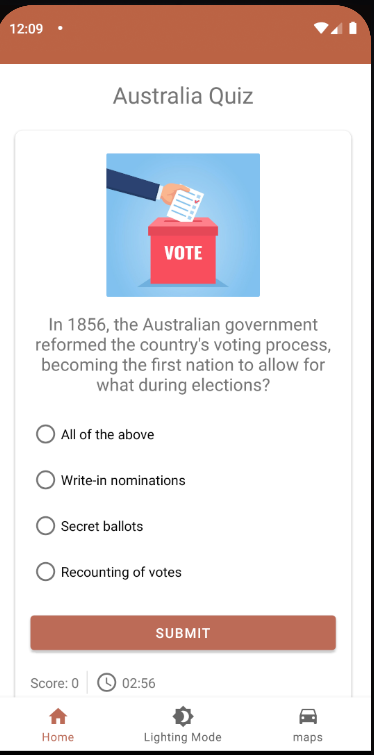 12:09
Australia Quiz
VOTE
In 1856, the Australian government
reformed the country's voting process,
becoming the first nation to allow for
what during elections?
All of the above
Write-in nominations
Secret ballots
Recounting of votes
SUBMIT
Score: 0 02:56
Home Lighting Mode maps